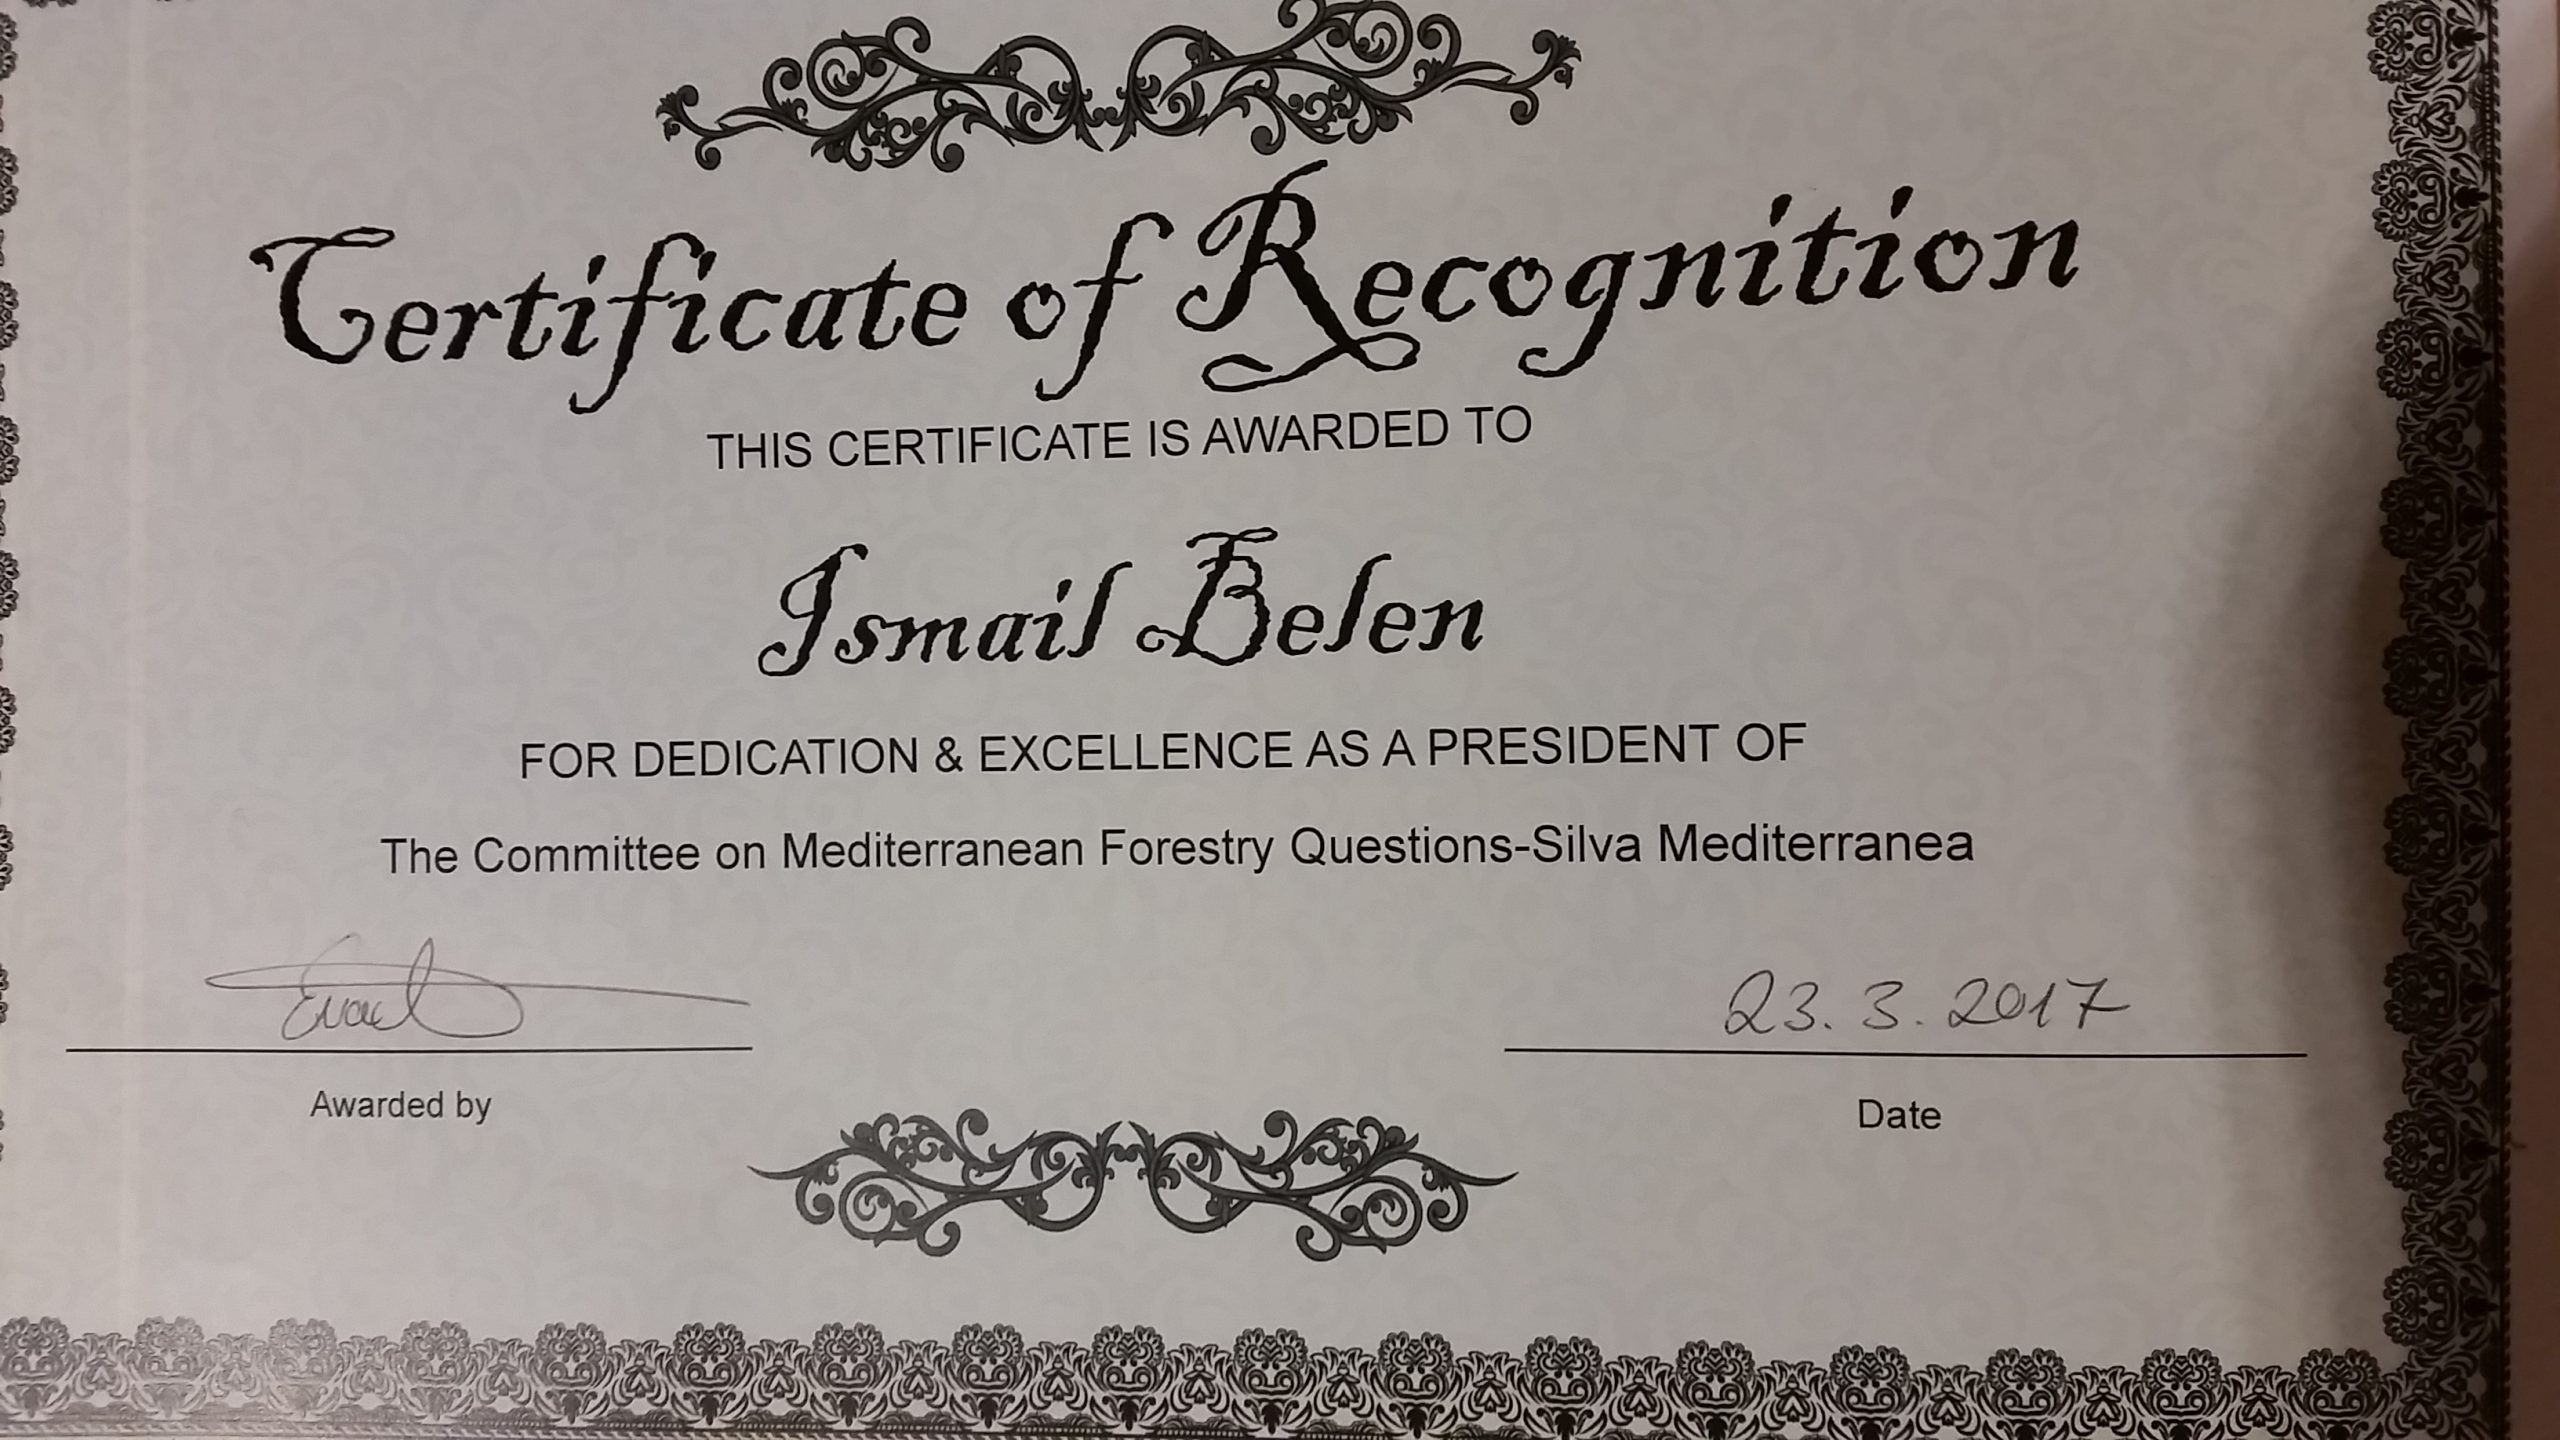 Certificate of Recognition
THIS CERTIFICATE IS AWARDED TO
Ismail Belen
FOR DEDICATION & EXCELLENCE AS A PRESIDENT OF
The Committee on Mediterranean Forestry Questions-Silva Mediterranea
23.3.2017
Awarded by
Date